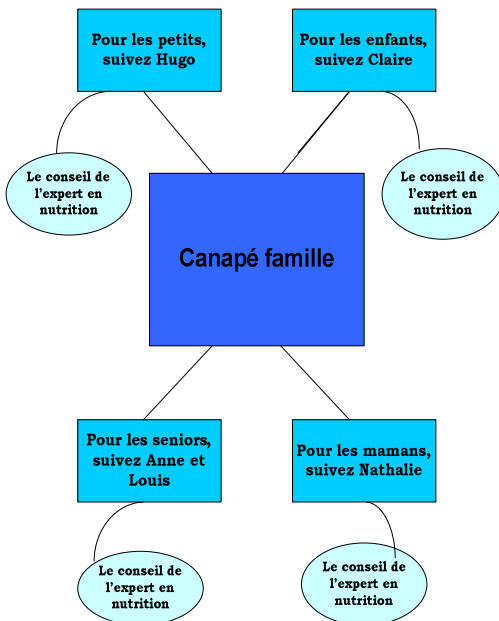 Pour les petits,
suivez Hugo
Pour les enfants,
suivez Claire
Le conseil de
l'expert en
nutrition
Le conseil de
l'expert en
nutrition
Canapé famille
Pour les seniors,
suivez Anne et
Louis
Pour les mamans,
suivez Nathalie
Le conseil de
l'expert en
nutrition
Le conseil de
l'expert en
nutrition